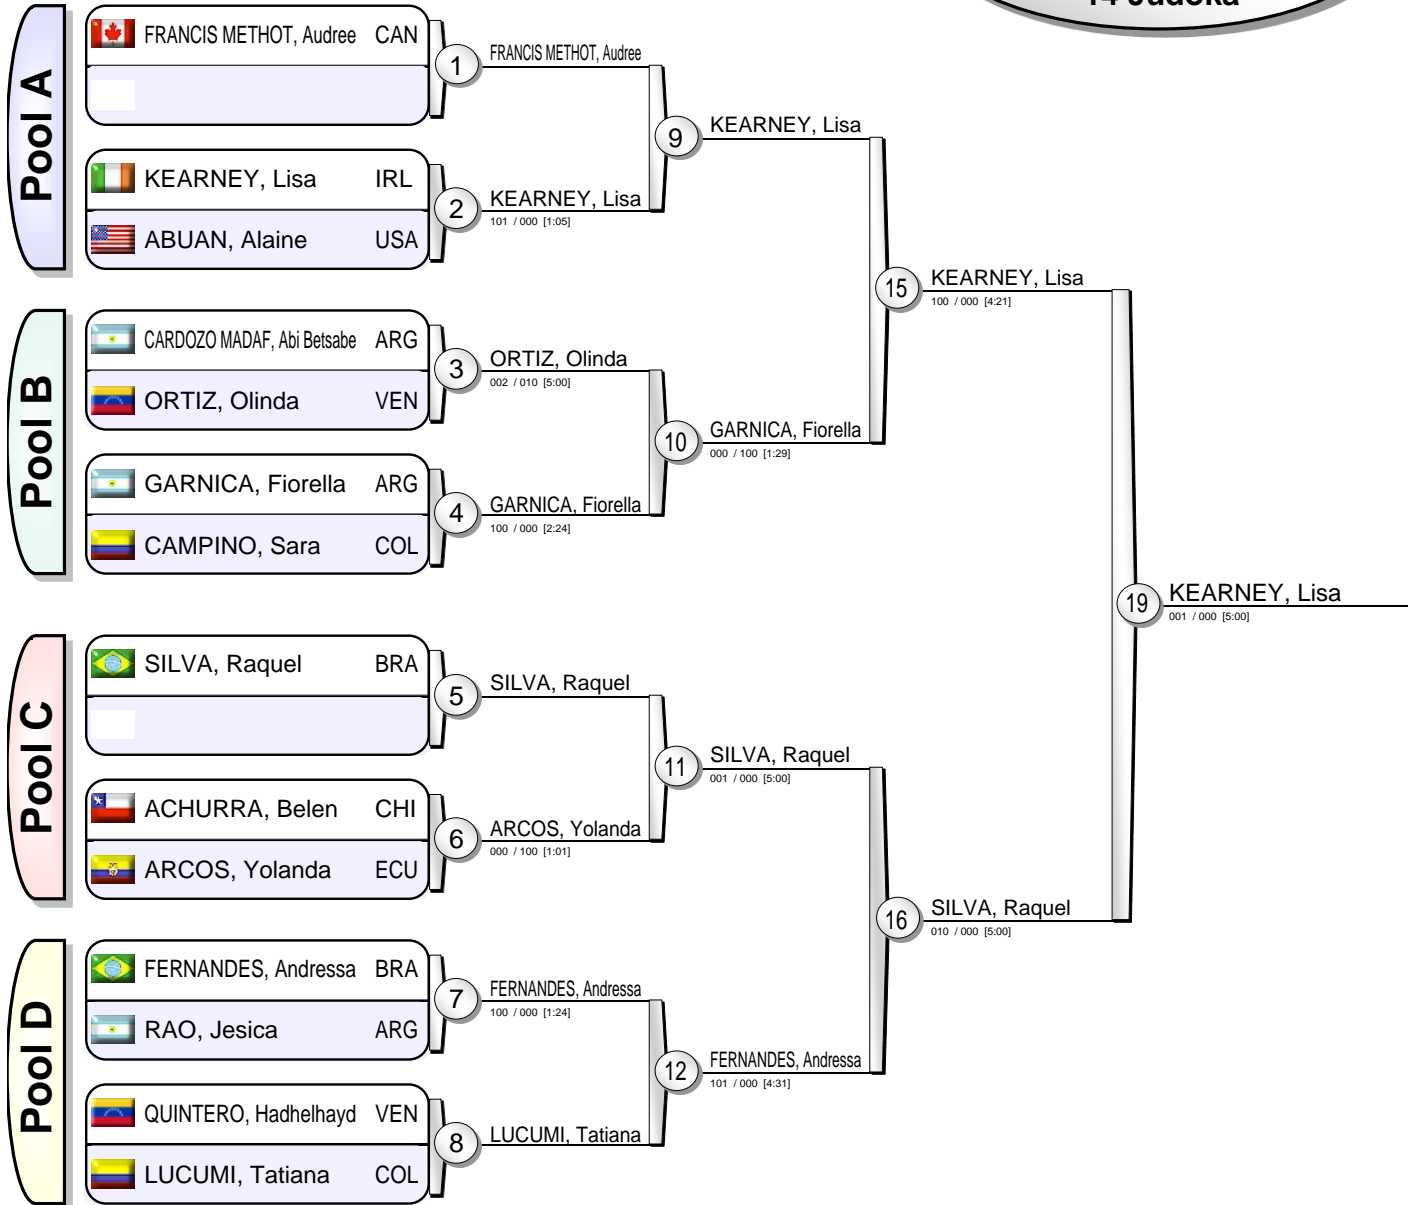 14 Judoka
Pool A
FRANCIS METHOT, Audree CAN
1
FRANCIS METHOT, Audree
KEARNEY, Lisa IRL
ABUAN, Alaine USA
2
KEARNEY, Lisa
101 / 000 [1:05]
9
KEARNEY, Lisa
Pool B
CARDOZO MADAF, Abi Betsabe ARG
ORTIZ, Olinda VEN
3
ORTIZ, Olinda
002 / 010 [5:00]
GARNICA, Fiorella ARG
CAMPINO, Sara COL
4
GARNICA, Fiorella
100 / 000 [2:24]
10
GARNICA, Fiorella
000 / 100 [1:29]
15
KEARNEY, Lisa
100 / 000 [4:21]
Pool C
SILVA, Raquel BRA
5
SILVA, Raquel
ACHURRA, Belen CHI
ARCOS, Yolanda ECU
6
ARCOS, Yolanda
000 / 100 [1:01]
11
SILVA, Raquel
001 / 000 [5:00]
Pool D
FERNANDES, Andressa BRA
RAO, Jesica ARG
7
FERNANDES, Andressa
100 / 000 [1:24]
QUINTERO, Hadhelhayd VEN
LUCUMI, Tatiana COL
8
LUCUMI, Tatiana
12
FERNANDES, Andressa
101 / 000 [4:31]
16
SILVA, Raquel
010 / 000 [5:00]
19
KEARNEY, Lisa
001 / 000 [5:00]